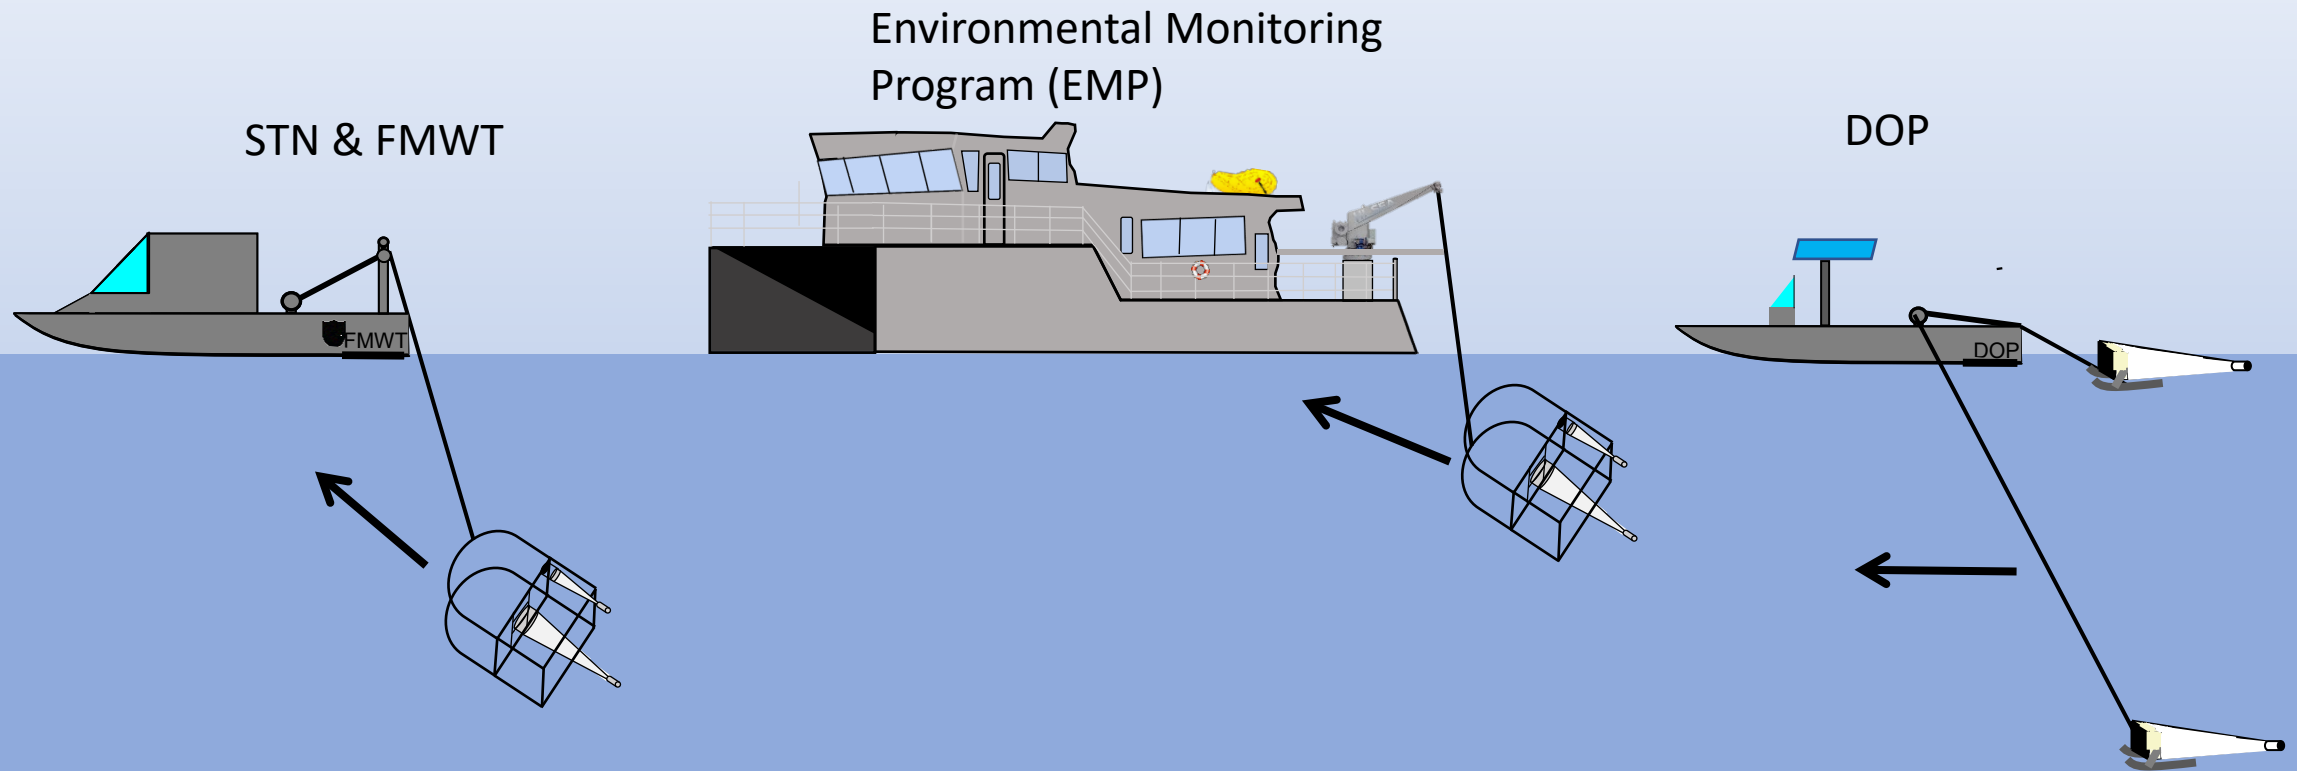 Environmental Monitoring
Program (EMP)
STN & FMWT
DOP
FMWT
DOP